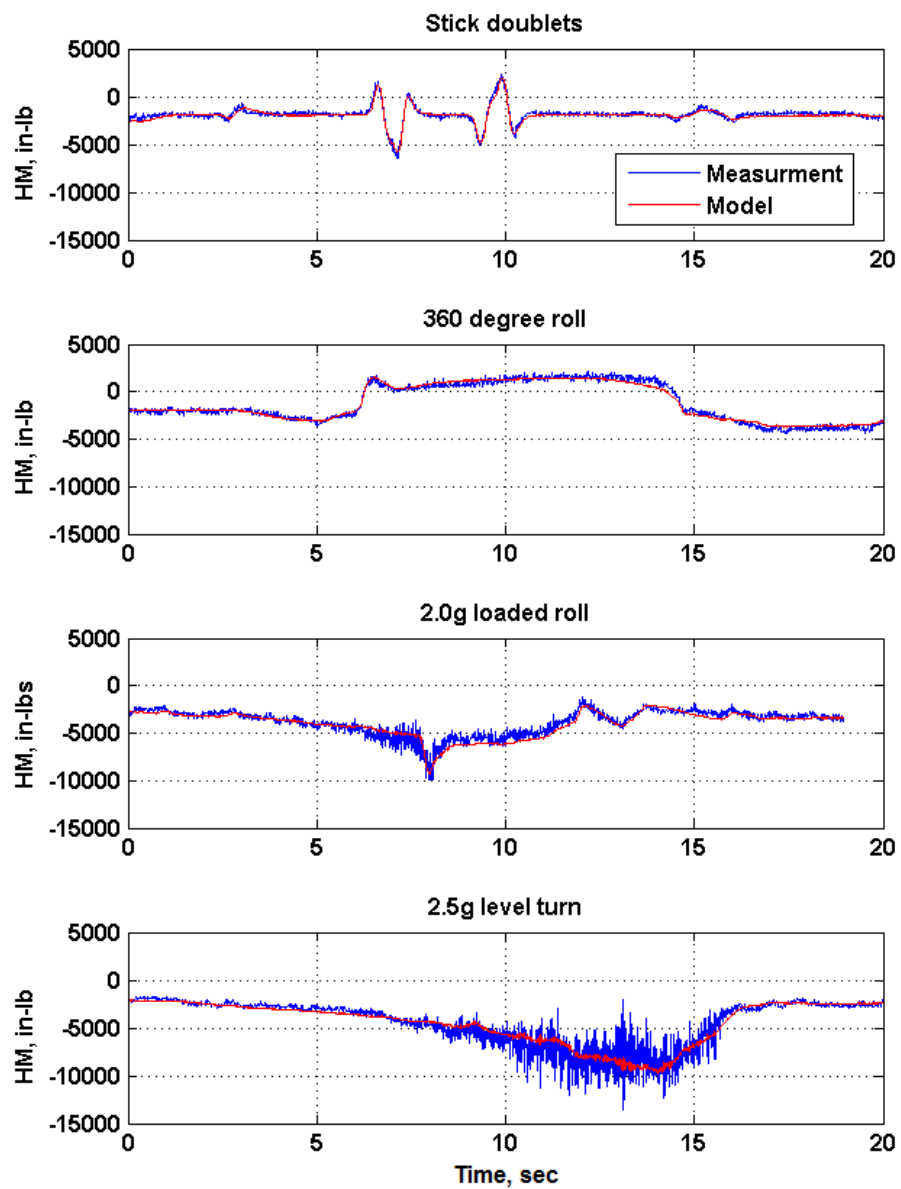 Stick doublets
5000
0
-5000
-10000
-15000
HM, in-lb
Measurment
Model
0 5 10 15 20
360 degree roll
5000
0
-5000
-10000
-15000
HM, in-lb
0 5 10 15 20
2.0g loaded roll
5000
0
-5000
-10000
-15000
HM, in-lbs
0 5 10 15 20
2.5g level turn
5000
0
-5000
-10000
-15000
HM, in-lb
0 5 10 15 20
Time, sec